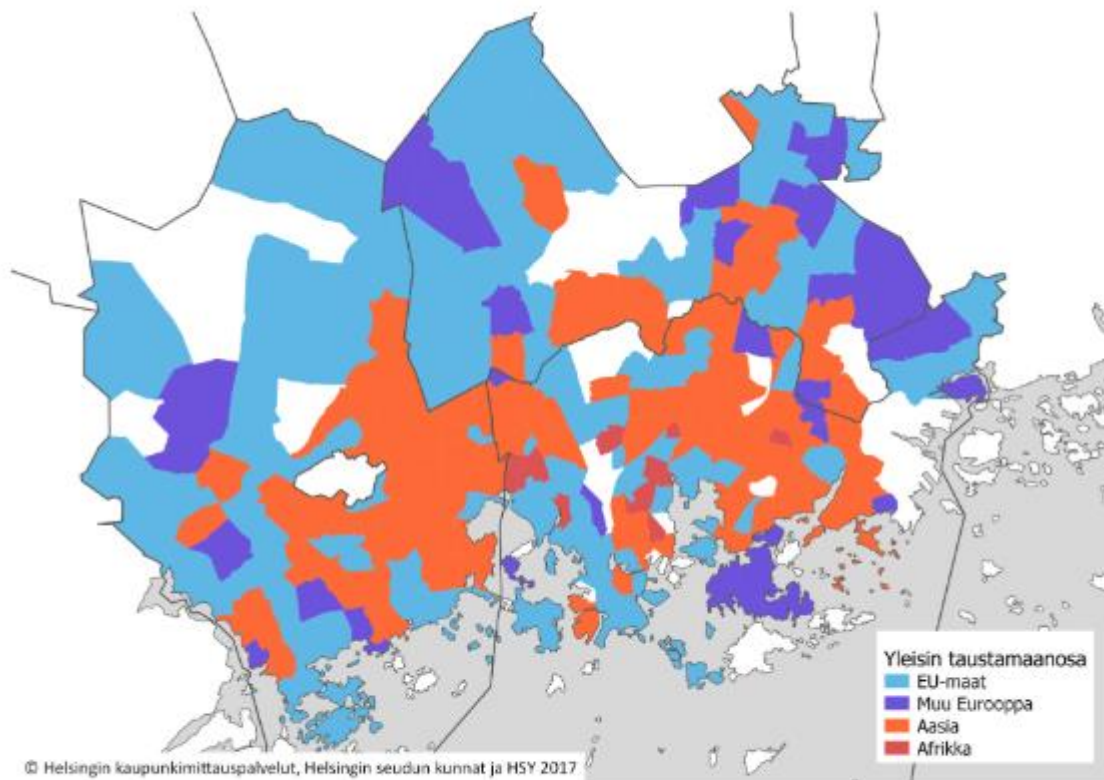 Yleisin taustamaanosa
EU-maat
Muu Eurooppa
Aasia
Afrikka
© Helsingin kaupunkimittauspalvelut, Helsingin seudun kunnat ja HSY 2017